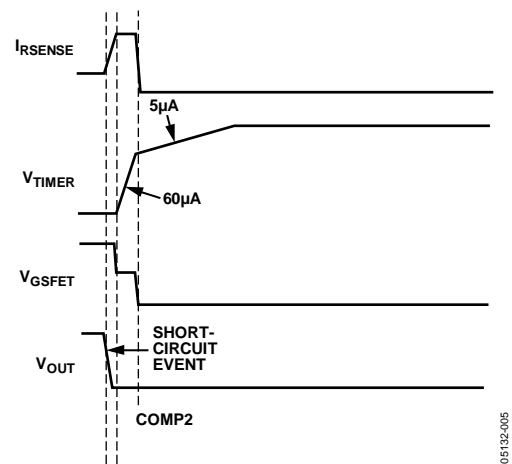 IRSENSE
5µA
VTIMER
60µA
VGSFET
SHORT-
CIRCUIT
EVENT
VOUT
COMP2
05132-005